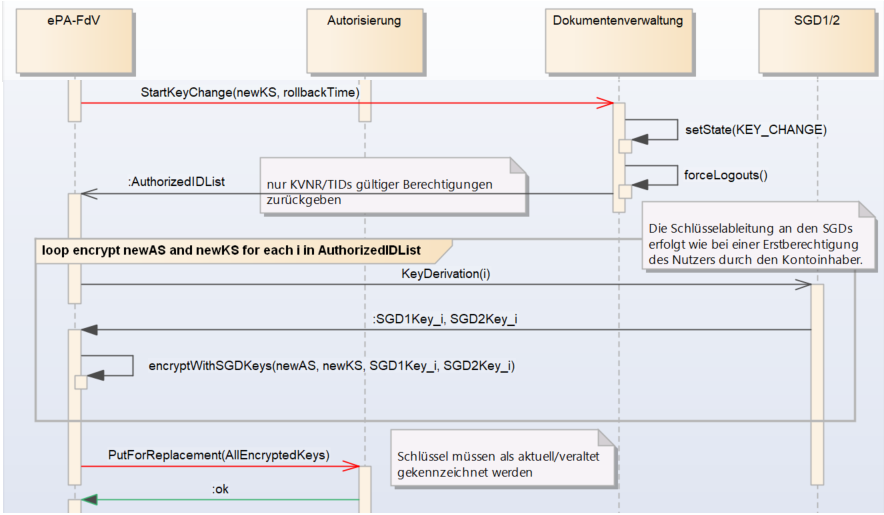 ePA-FdV
Autorisierung
Dokumentenverwaltung
SGD1/2
StartKeyChange(newKS, rollbackTime)
setState(KEY_CHANGE)
forceLogouts()
:AuthorizedIDList
nur KVNR/TIDs gültiger Berechtigungen
zurückgeben
Die Schlüsselableitung an den SGDs
erfolgt wie bei einer Erstberechtigung
des Nutzers durch den Kontoinhaber.
loop encrypt newAS and newKS for each i in AuthorizedIDList
KeyDerivation(i)
:SGD1Key_i, SGD2Key_i
encryptWithSGDKeys(newAS, newKS, SGD1Key_i, SGD2Key_i)
PutForReplacement(AllEncryptedKeys)
Schlüssel müssen als aktuell/veraltet
gekennzeichnet werden
:ok